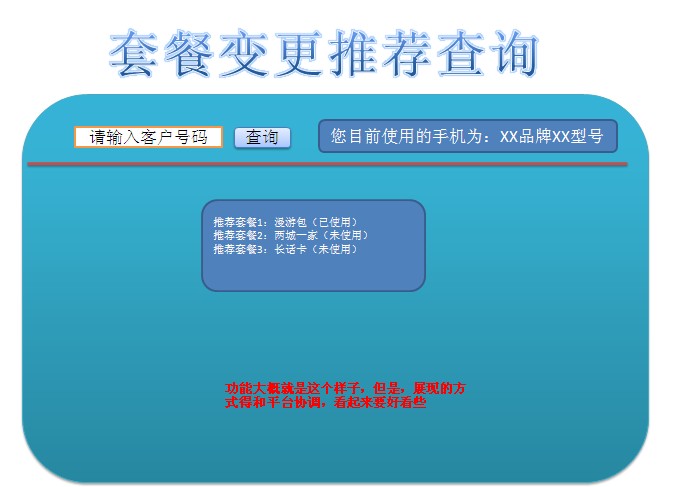 套餐变更推荐查询
请输入客户号码
查询
您目前使用的手机为：XX品牌XX型号
推荐套餐1：漫游包（已使用）
推荐套餐2：两城一家（未使用）
推荐套餐3：长话卡（未使用）
功能大概就是这个样子，但是，展现的方
式得和平台协调，看起来要好看些